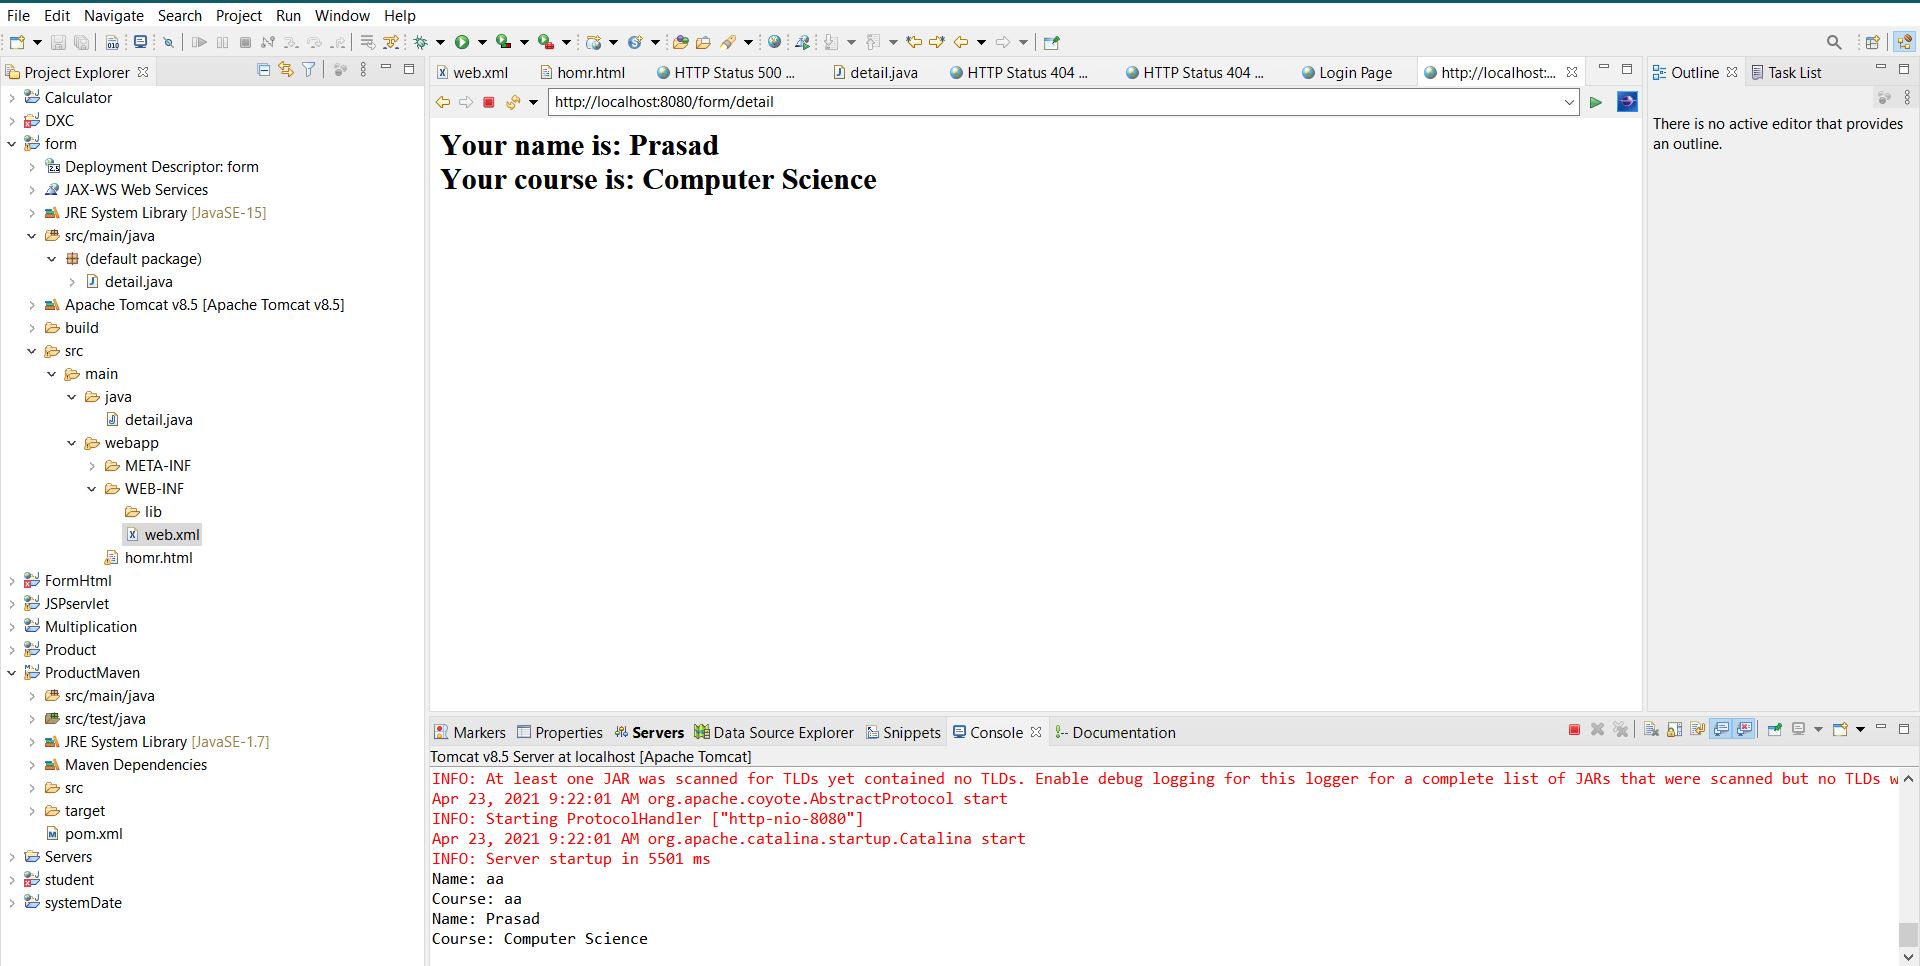 File Edit Navigate Search Project Run Window Help
Project Explorer
Calculator
DXC
form
Deployment Descriptor: form
JAX-WS Web Services
JRE System Library [JavaSE-15]
src/main/java
(default package)
detail.java
Apache Tomcat v8.5 [Apache Tomcat v8.5]
build
src
main
java
detail.java
webapp
META-INF
WEB-INF
lib
web.xml
homr.html
FormHtml
JSPservlet
Multiplication
Product
ProductMaven
src/main/java
src/test/java
JRE System Library [JavaSE-1.7]
Maven Dependencies
src
target
pom.xml
Servers
student
systemDate
web.xml homr.html HTTP Status 500 ... detail.java HTTP Status 404 ... HTTP Status 404 ... Login Page http://localhost:...
http://localhost:8080/form/detail
Your name is: Prasad
Your course is: Computer Science
Outline Task List
There is no active editor that provides
an outline.
Markers Properties Servers Data Source Explorer Snippets Console Documentation
Tomcat v8.5 Server at localhost [Apache Tomcat]
INFO: At least one JAR was scanned for TLDs yet contained no TLDs. Enable debug logging for this logger for a complete list of JARs that were scanned but no TLDs w
Apr 23, 2021 9:22:01 AM org.apache.coyote.AbstractProtocol start
INFO: Starting ProtocolHandler ["http-nio-8080"]
Apr 23, 2021 9:22:01 AM org.apache.catalina.startup.Catalina start
INFO: Server startup in 5501 ms
Name: aa
Course: aa
Name: Prasad
Course: Computer Science